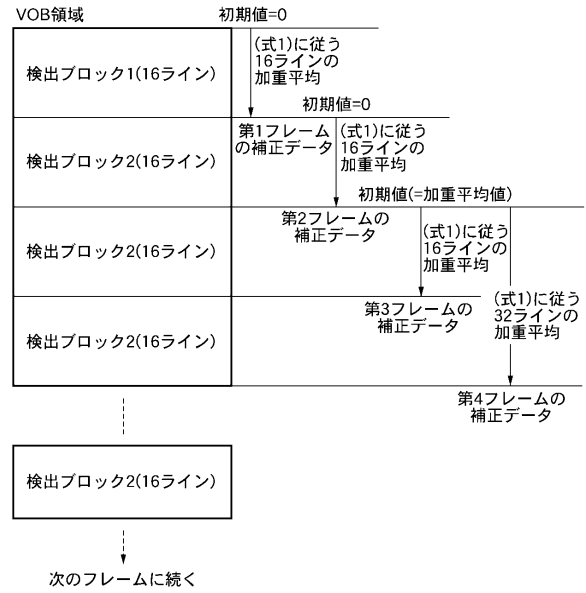 VOB領域
初期値=0
検出ブロック1(16ライン)
(式1)に従う
16ラインの
加重平均
初期値=0
検出ブロック2(16ライン)
第1フレーム
の補正データ
(式1)に従う
16ラインの
加重平均
初期値(=加重平均値)
検出ブロック2(16ライン)
第2フレームの
補正データ
(式1)に従う
16ラインの
加重平均
(式1)に従う
32ラインの
加重平均
検出ブロック2(16ライン)
第3フレームの
補正データ
第4フレームの
補正データ
検出ブロック2(16ライン)
次のフレームに続く